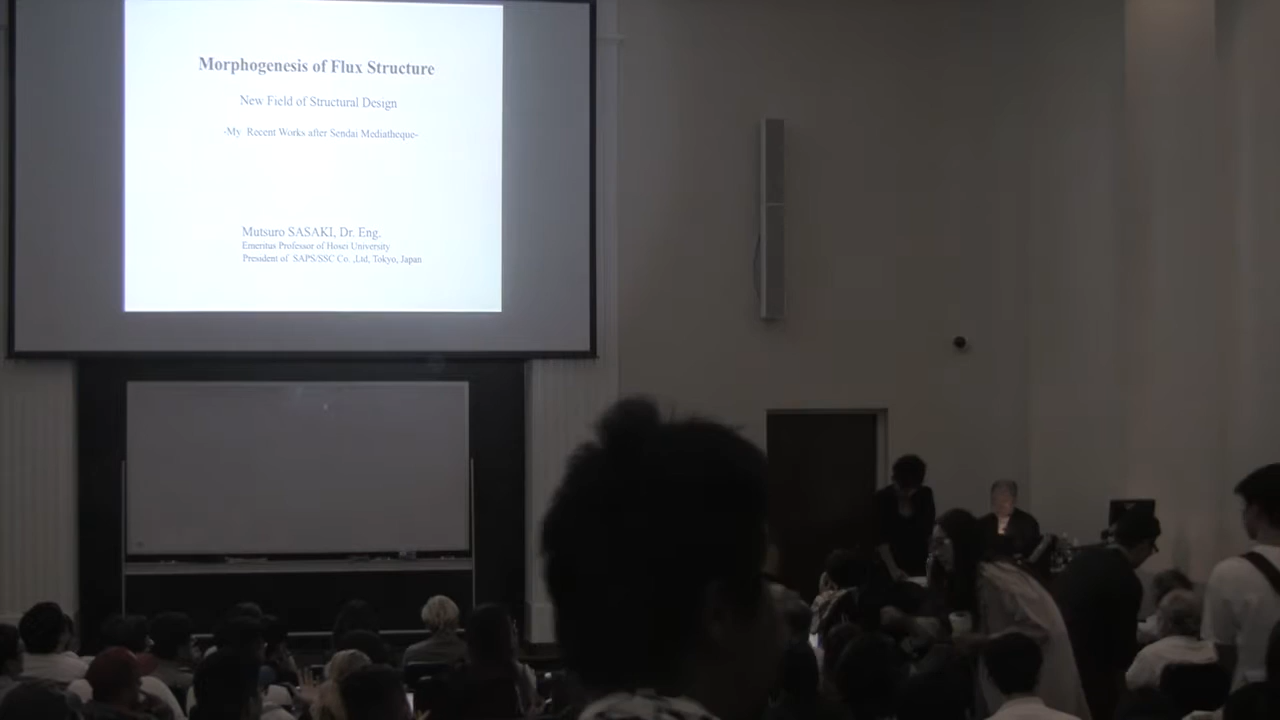 Morphogenesis of Flux Structure
New Field of Structural Design
-My Recent Works after Sendai Mediatheque-
Mutsuro SASAKI, Dr. Eng.
Emeritus Professor of Hosei University
President of SAPS/SSC Co. ,Ltd, Tokyo, Japan